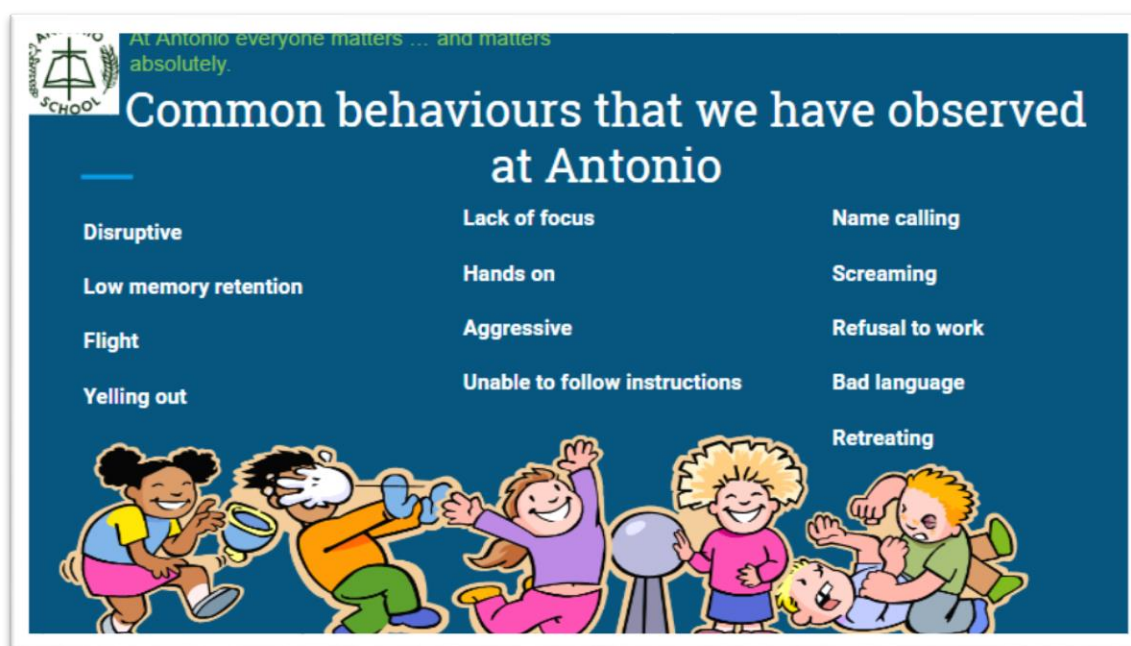 SCHOOL
At Antonio everyone matters ... and matters
absolutely.
Common behaviours that we have observed
at Antonio
Disruptive
Low memory retention
Flight
Yelling out
Lack of focus
Hands on
Aggressive
Unable to follow instructions
Name calling
Screaming
Refusal to work
Bad language
Retreating